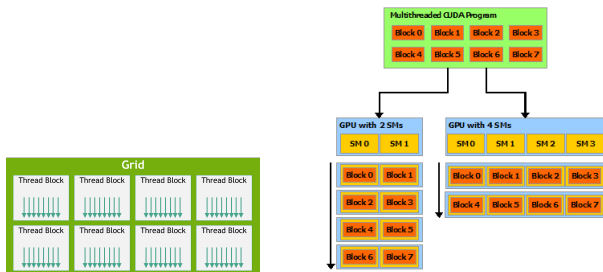 Multithreaded CUDA Program
Block 0 Block 1 Block 2 Block 3
Block 4 Block 5 Block 6 Block 7
GPU with 2 SMs
SM 0 SM 1
Block 0 Block 1
Block 2 Block 3
Block 4 Block 5
Block 6 Block 7
GPU with 4 SMs
SM 0 SM 1 SM 2 SM 3
Block 0 Block 1 Block 2 Block 3
Block 4 Block 5 Block 6 Block 7
Grid
Thread Block Thread Block Thread Block Thread Block
Thread Block Thread Block Thread Block Thread Block